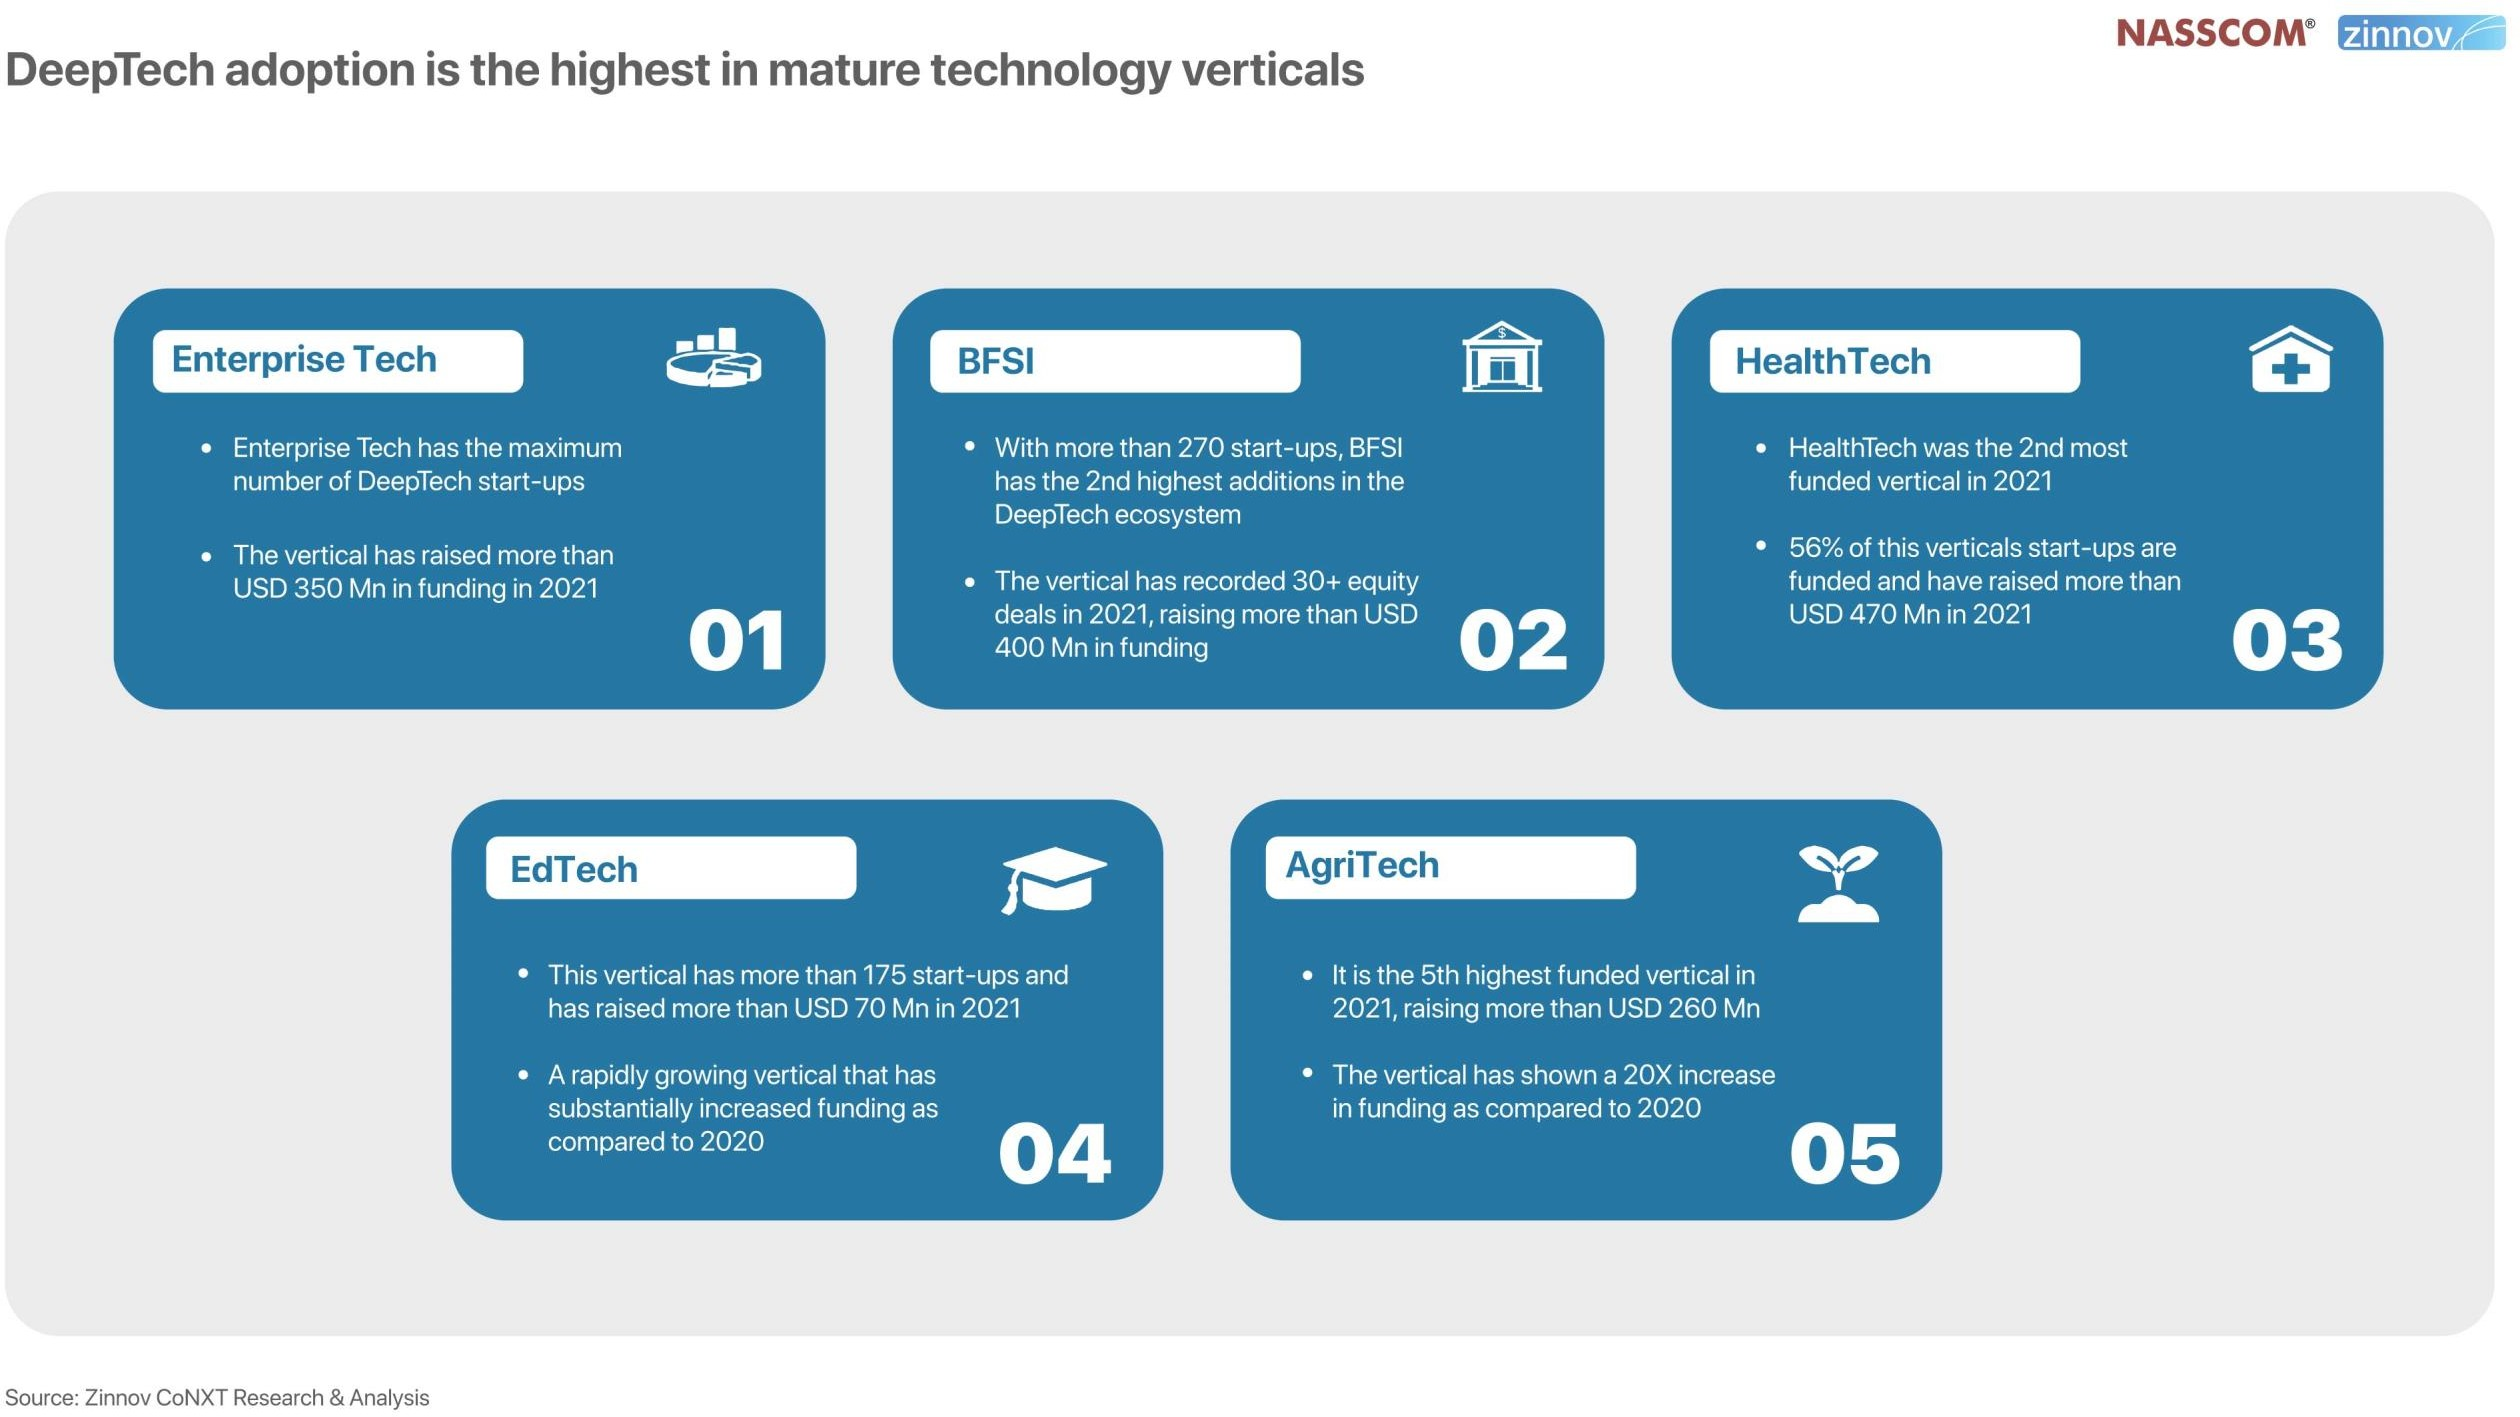 NASSCOM®
zinnov
DeepTech adoption is the highest in mature technology verticals
Enterprise Tech
• Enterprise Tech has the maximum
number of DeepTech start-ups
• The vertical has raised more than
USD 350 Mn in funding in 2021
01
BFSI
$
• With more than 270 start-ups, BFSI
has the 2nd highest additions in the
DeepTech ecosystem
• The vertical has recorded 30+ equity
deals in 2021, raising more than USD
400 Mn in funding
02
HealthTech
• HealthTech was the 2nd most
funded vertical in 2021
• 56% of this verticals start-ups are
funded and have raised more than
USD 470 Mn in 2021
03
EdTech
• This vertical has more than 175 start-ups and
has raised more than USD 70 Mn in 2021
• A rapidly growing vertical that has
substantially increased funding as
compared to 2020
04
AgriTech
• It is the 5th highest funded vertical in
2021, raising more than USD 260 Mn
• The vertical has shown a 20X increase
in funding as compared to 2020
05
Source: Zinnov CoNXT Research & Analysis